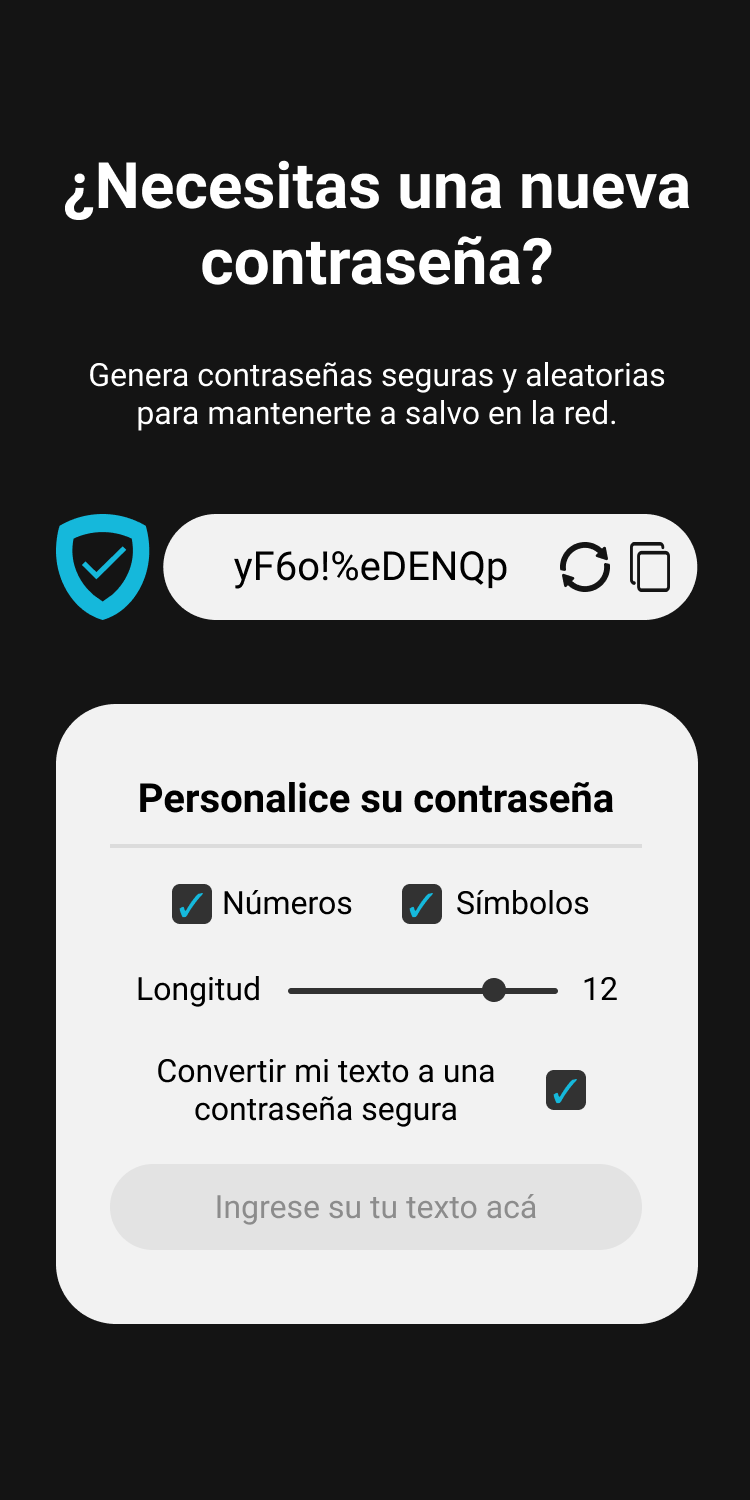 ¿Necesitas una nueva
contraseña?
Genera contraseñas seguras y aleatorias
para mantenerte a salvo en la red.
yF6o!%eDENQp
Personalice su contraseña
Números
Símbolos
Longitud
12
Convertir mi texto a una
contraseña segura
Ingrese su tu texto acá